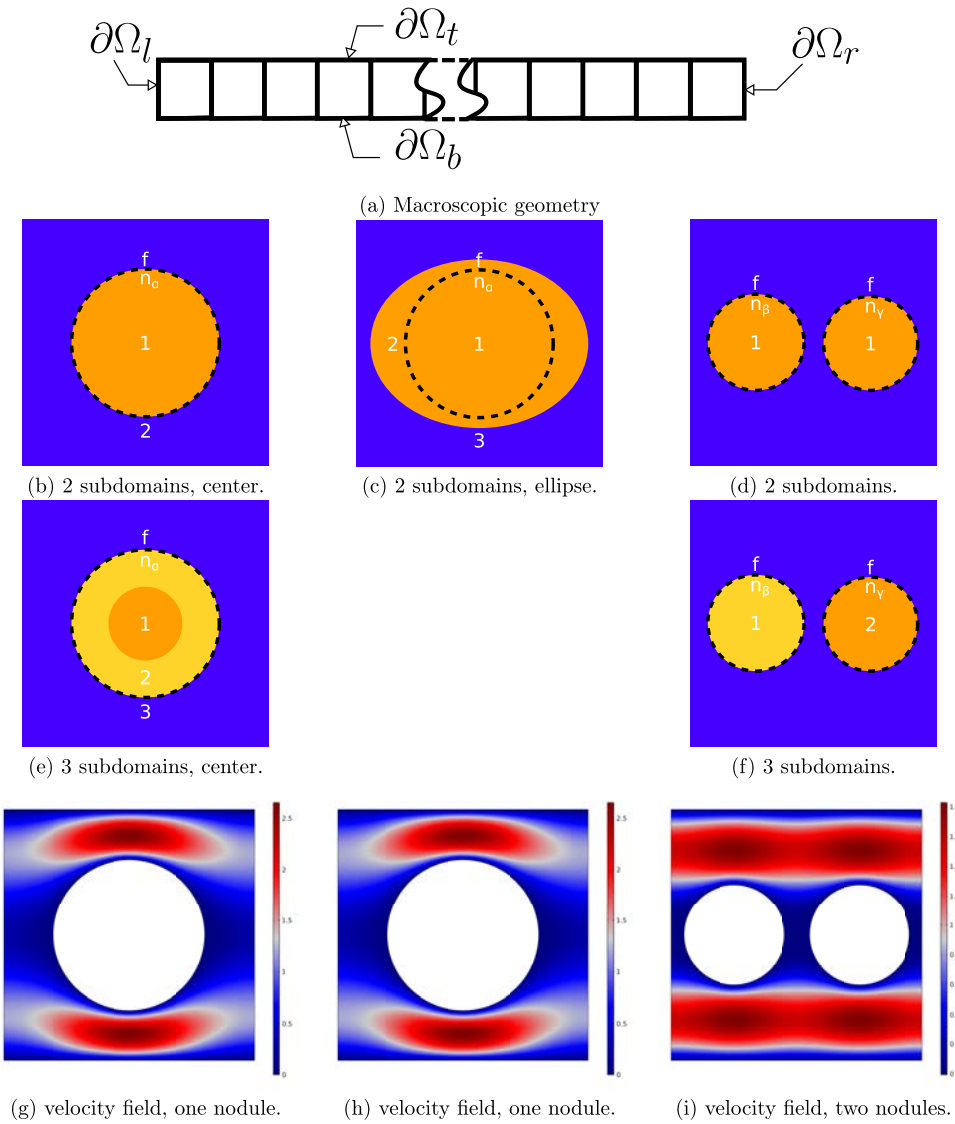 ∂Ωₗ
∂Ωₜ
∂Ωᵣ
∂Ω_b
(a) Macroscopic geometry
f
n_α
1
2
f
n_α
2
1
3
f
n_β
1
f
n_γ
1
(b) 2 subdomains, center.
(c) 2 subdomains, ellipse.
(d) 2 subdomains.
f
n_α
1
2
3
f
n_β
1
f
n_γ
2
(e) 3 subdomains, center.
(f) 3 subdomains.
2.5
2
1.5
1
0.5
0
2.5
2
1.5
1
0.5
0
(g) velocity field, one nodule.
(h) velocity field, one nodule.
(i) velocity field, two nodules.